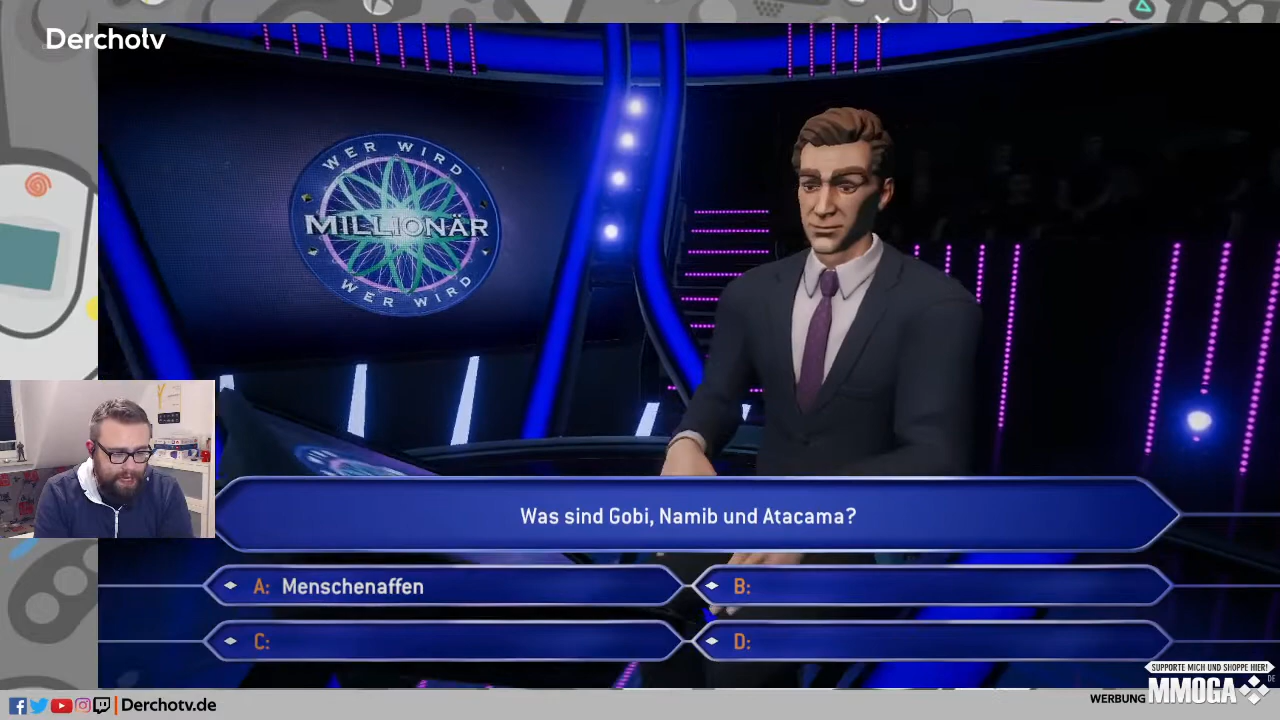 Derchotv
WER WIRD
MILLIONÄR
WER WIRD
Was sind Gobi, Namib und Atacama?
A: Menschenaffen
B:
C:
D:
SUPPORTE MICH UND SHOPPE HIER!
WERBUNG MMOGA DE
Derchotv.de